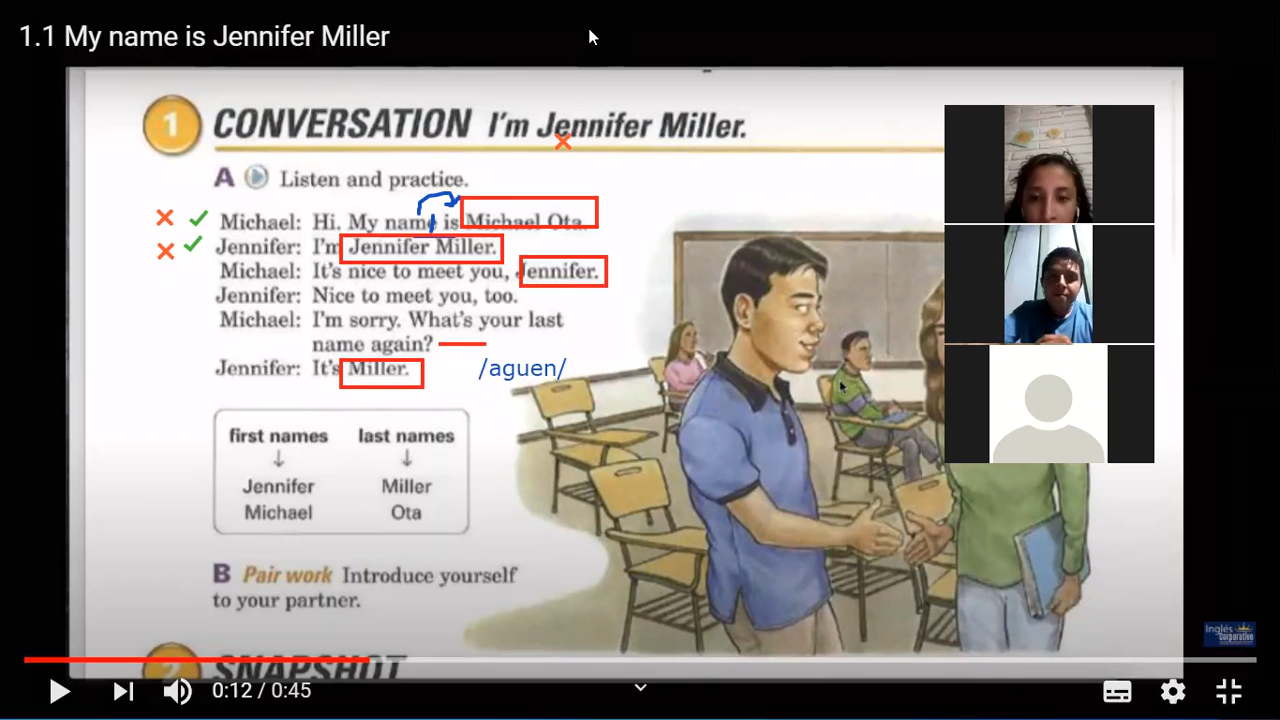 1.1 My name is Jennifer Miller
1 CONVERSATION I'm Jennifer Miller.
A Listen and practice.
Michael: Hi. My name is Michael Ota.
Jennifer: I'm Jennifer Miller.
Michael: It's nice to meet you, Jennifer.
Jennifer: Nice to meet you, too.
Michael: I'm sorry. What's your last
name again?
Jennifer: It's Miller.
/aguen/
first names last names
Jennifer Miller
Michael Ota
B Pair work Introduce yourself
to your partner.
2 SNAPSHOT
Inglés
Corporativo
0:12 / 0:45